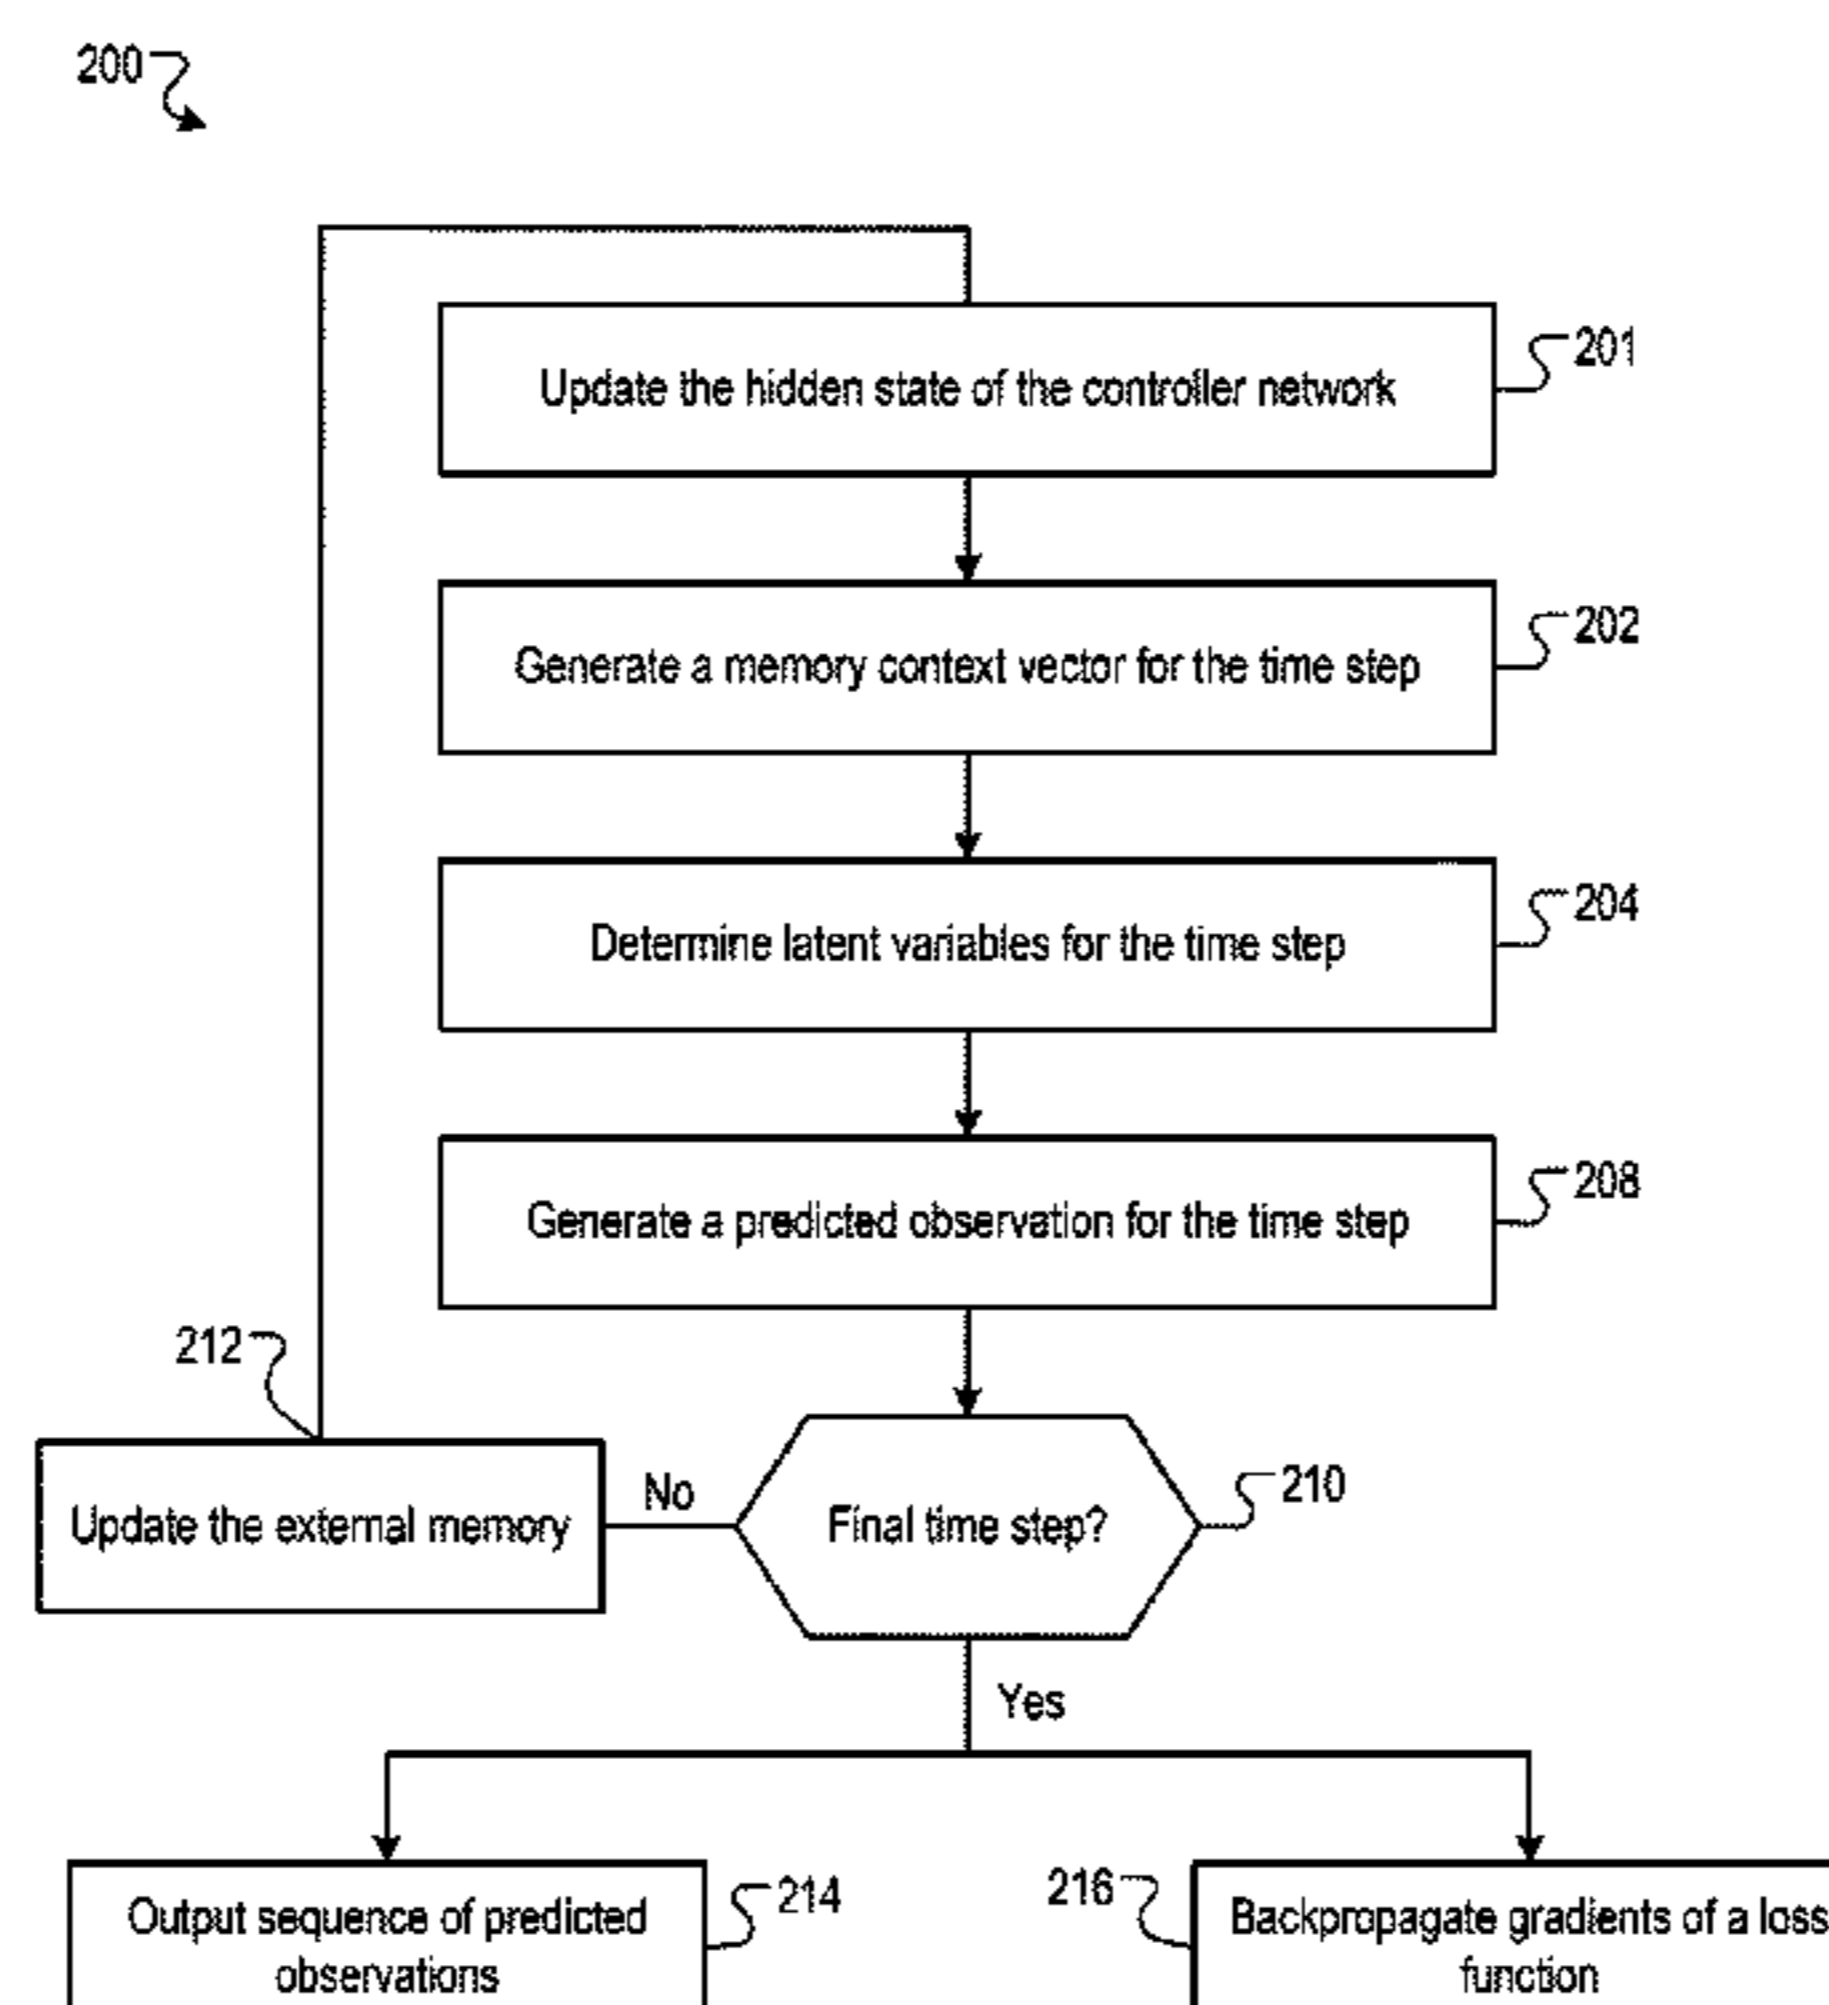 200
Update the hidden state of the controller network
201
Generate a memory context vector for the time step
202
Determine latent variables for the time step
204
Generate a predicted observation for the time step
208
212
Update the external memory
No
Final time step?
210
Yes
Output sequence of predicted
observations
214
216
Backpropagate gradients of a loss
function